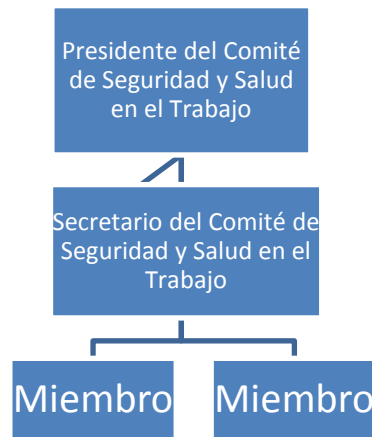 Presidente del Comité
de Seguridad y Salud
en el Trabajo
Secretario del Comité de
Seguridad y Salud en el
Trabajo
Miembro
Miembro